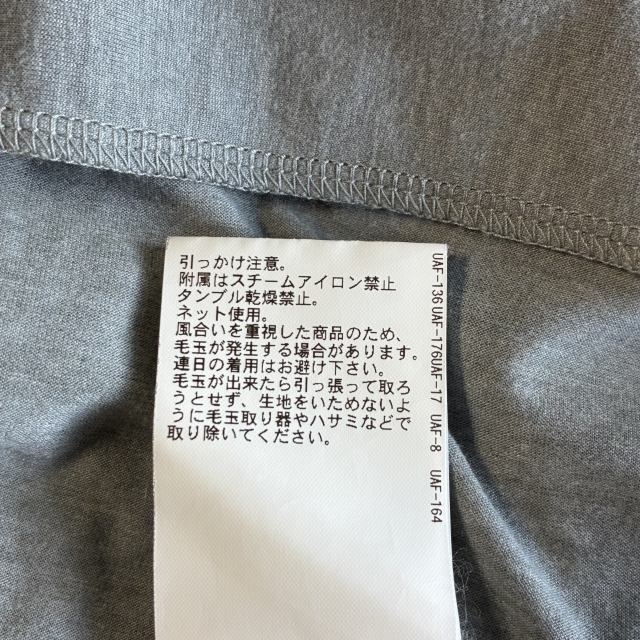 引っかけ注意。
附属はスチームアイロン禁止
タンブル乾燥禁止。
ネット使用。
風合いを重視した商品のため、
毛玉が発生する場合があります。
連日の着用はお避け下さい。
毛玉が出来たら引っ張って取ろ
うとせず、生地をいためないよ
うに毛玉取り器やハサミなどで
取り除いてください。
UAF-136UAF-176UAF-17 UAF-8 UAF-164